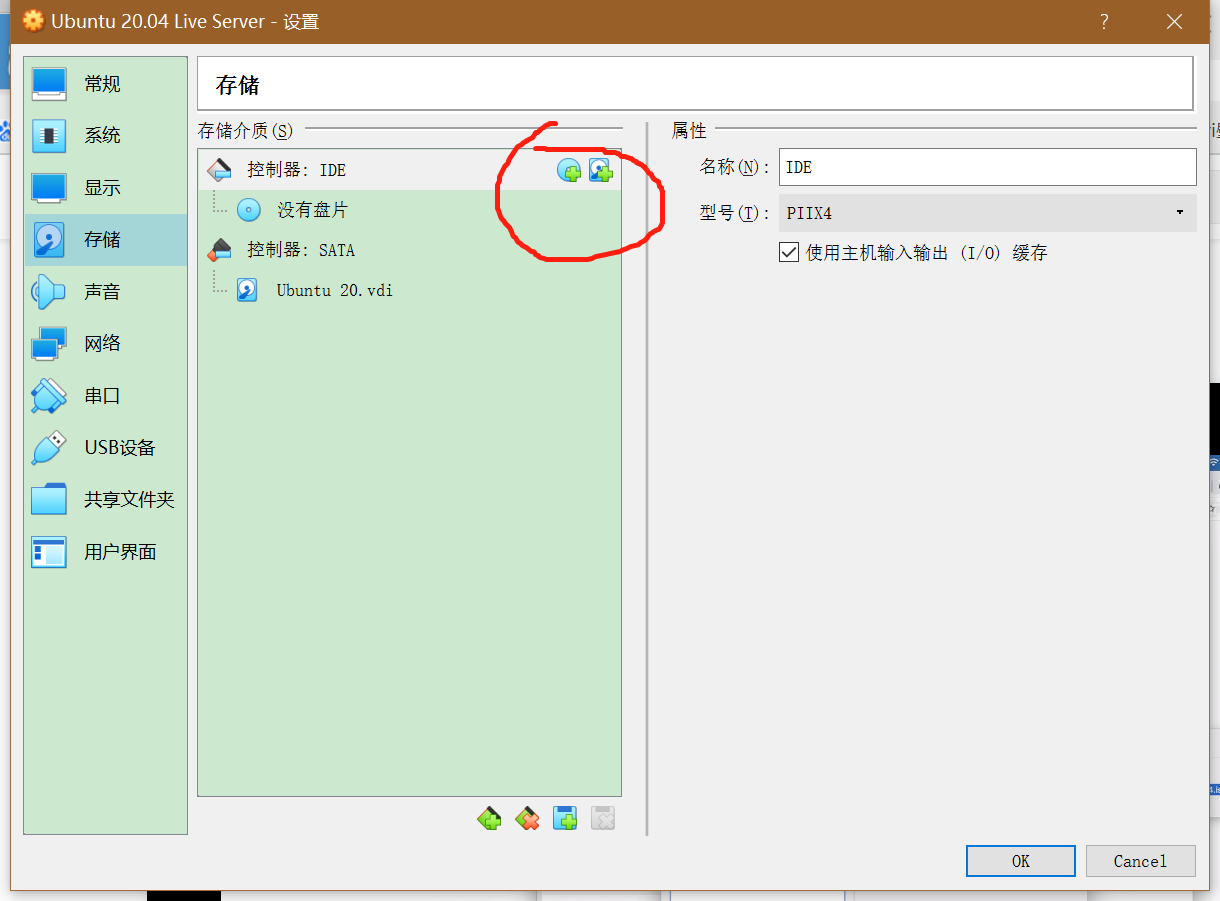 Ubuntu 20.04 Live Server - 设置
?
常规
系统
显示
存储
声音
网络
串口
USB设备
共享文件夹
用户界面
存储
存储介质(S)
控制器: IDE
没有盘片
控制器: SATA
Ubuntu 20.vdi
属性
名称(N):
IDE
型号(T):
PIIX4
使用主机输入输出 (I/O) 缓存
OK
Cancel